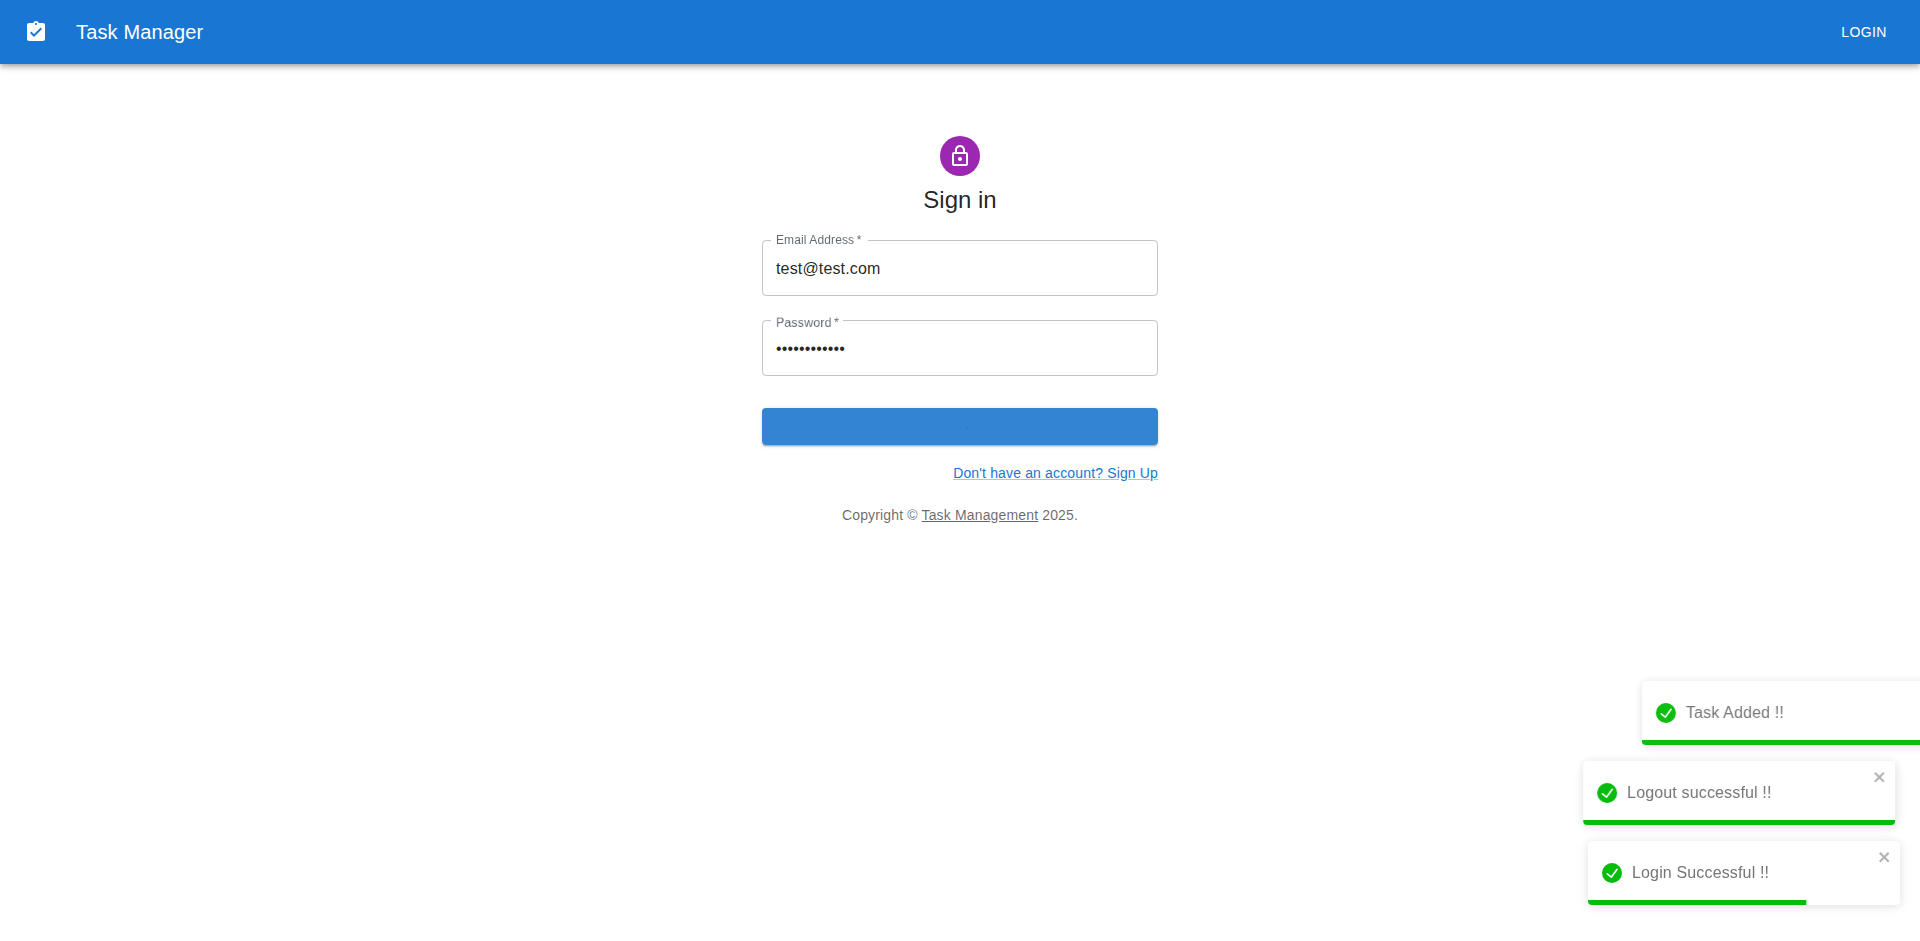 Task Manager
LOGIN
Sign in
Email Address *
test@test.com
Password *
••••••••••••
Don't have an account? Sign Up
Copyright © Task Management 2025.
Task Added !!
Logout successful !!
Login Successful !!